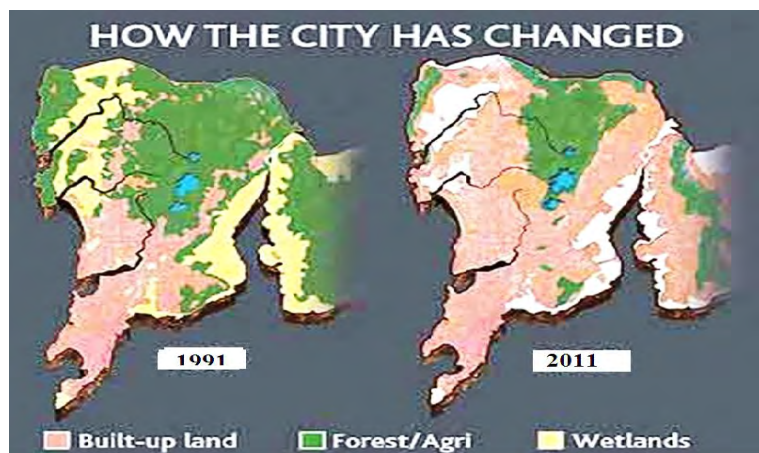 HOW THE CITY HAS CHANGED
1991
2011
Built-up land
Forest/Agri
Wetlands